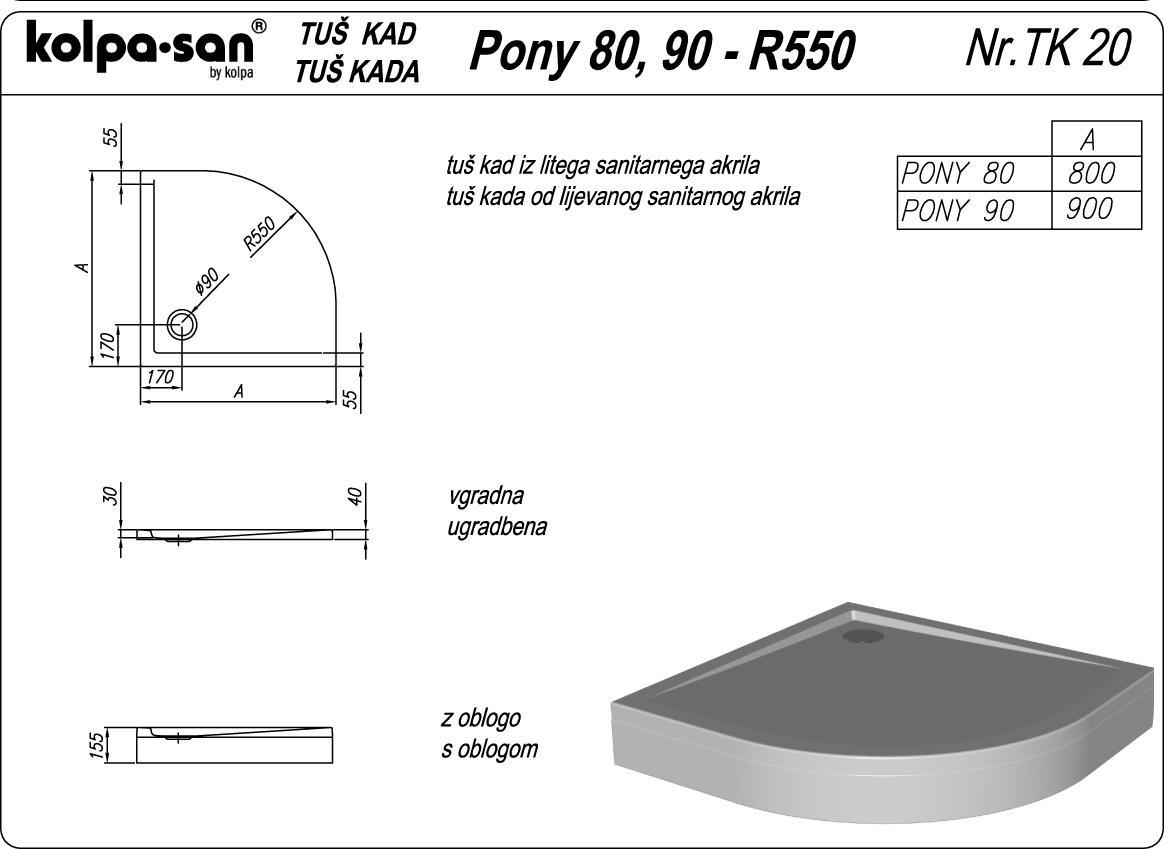 kolpa·san®
by kolpa
TUŠ KAD
TUŠ KADA
Pony 80, 90 - R550
Nr.TK 20
55
A
R550
ø90
170
170
A
55
tuš kad iz litega sanitarnega akrila
tuš kada od lijevanog sanitarnog akrila
A
PONY 80 800
PONY 90 900
30
40
vgradna
ugradbena
155
z oblogo
s oblogom